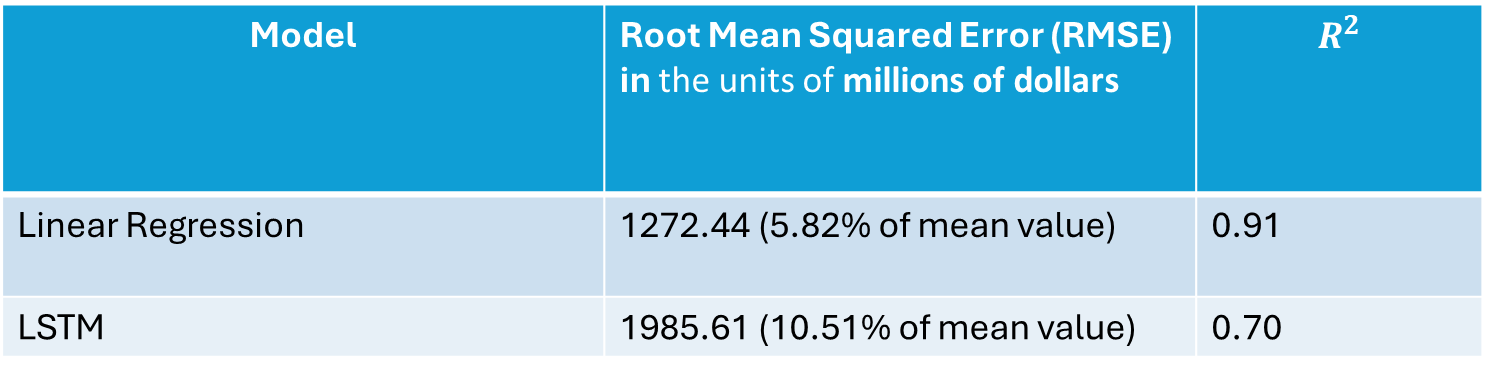 Model
Root Mean Squared Error (RMSE)
in the units of millions of dollars
R²
Linear Regression
1272.44 (5.82% of mean value)
0.91
LSTM
1985.61 (10.51% of mean value)
0.70